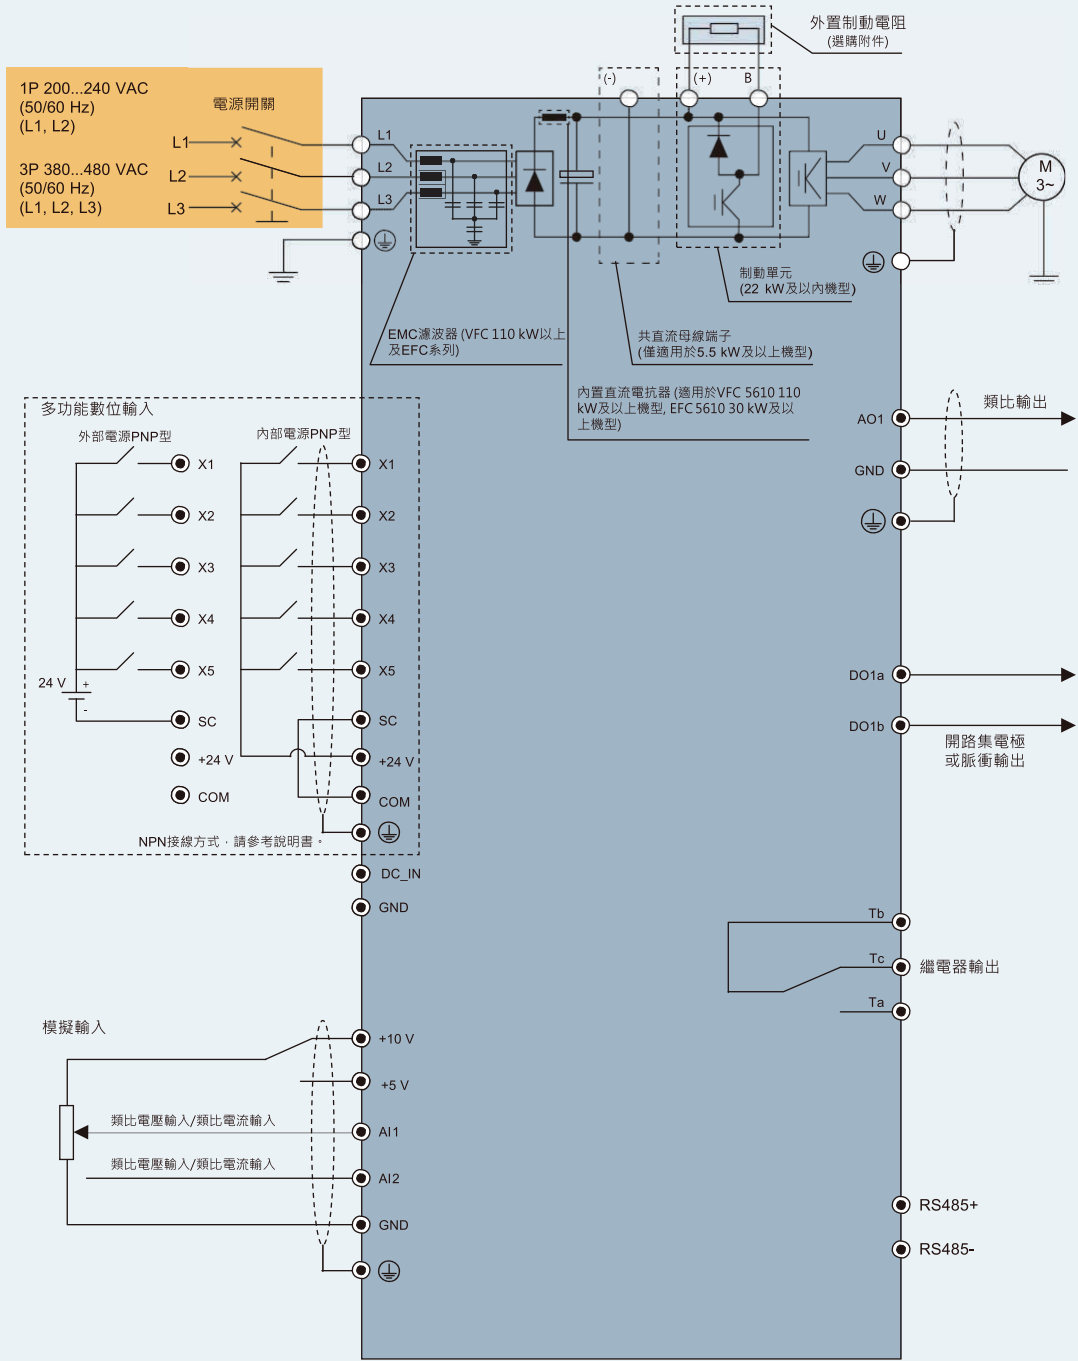 外置制動電阻
(選購附件)
(-)
(+)
B
1P 200...240 VAC
(50/60 Hz)
(L1, L2)
3P 380...480 VAC
(50/60 Hz)
(L1, L2, L3)
電源開關
L1
L2
L3
L1
L2
L3
U
V
W
M
3~
制動單元
(22 kW及以內機型)
EMC濾波器 (VFC 110 kW以上
及EFC系列)
共直流母線端子
(僅適用於5.5 kW及以上機型)
內置直流電抗器 (適用於VFC 5610 110
kW及以上機型, EFC 5610 30 kW及以
上機型)
多功能數位輸入
外部電源PNP型
內部電源PNP型
X1
X2
X3
X4
X5
24 V
+
-
SC
+24 V
COM
X1
X2
X3
X4
X5
SC
+24 V
COM
NPN接線方式，請參考說明書。
DC_IN
GND
模擬輸入
+10 V
+5 V
類比電壓輸入/類比電流輸入
AI1
類比電壓輸入/類比電流輸入
AI2
GND
AO1
類比輸出
GND
DO1a
DO1b
開路集電極
或脈衝輸出
Tb
Tc
繼電器輸出
Ta
RS485+
RS485-